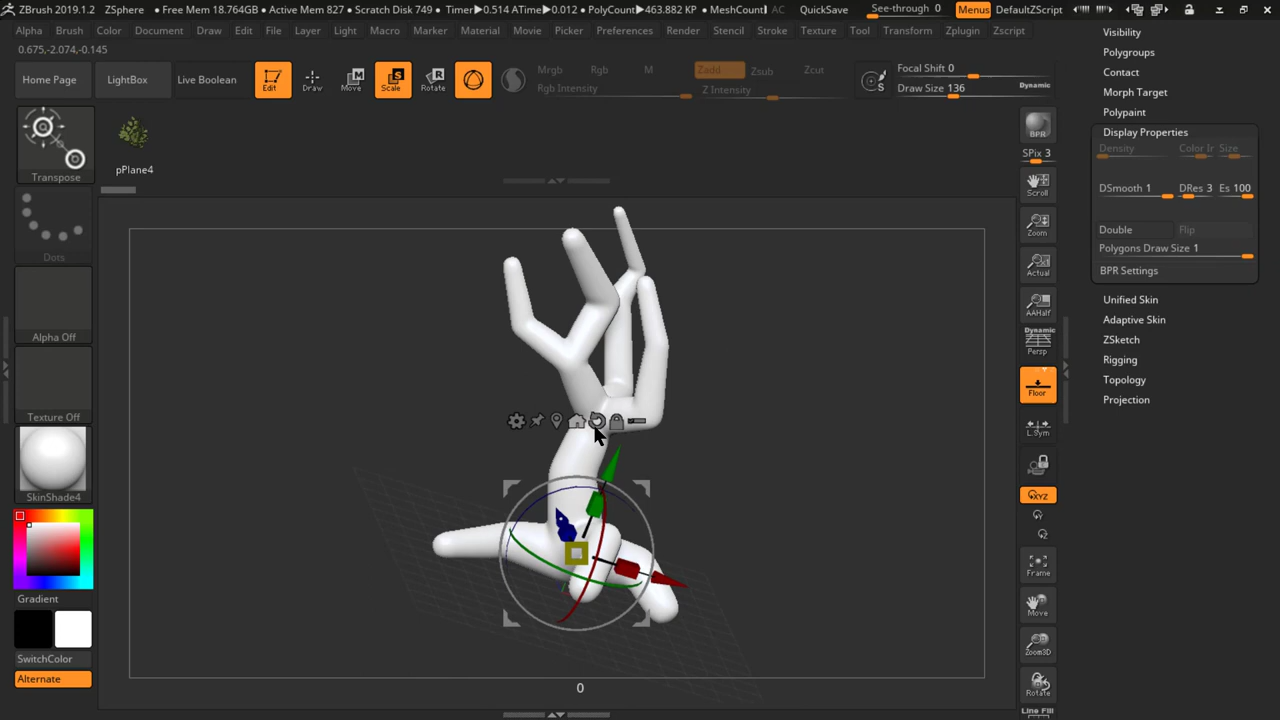 ZBrush 2019.1.2 ZSphere • Free Mem 18.764GB • Active Mem 827 • Scratch Disk 749 • Timer▶0.514 ATime▶0.012 • PolyCount▶463.882 KP • MeshCount▶1 AC QuickSave See-through 0 Menus DefaultZScript
Alpha Brush Color Document Draw Edit File Layer Light Macro Marker Material Movie Picker Preferences Render Stencil Stroke Texture Tool Transform Zplugin Zscript
0.675,-2.074,-0.145
Home Page LightBox Live Boolean Edit Draw Move Scale Rotate
Mrgb Rgb M Zadd Zsub Zcut
Rgb Intensity Z Intensity
S
Focal Shift 0
Draw Size 136 Dynamic
Transpose
pPlane4
Dots
Alpha Off
Texture Off
SkinShade4
Gradient
SwitchColor
Alternate
0
BPR
SPix 3
Scroll
Zoom
Actual
AAHalf
Dynamic
Persp
Floor
L.Sym
XYZ
Y
Z
Frame
Move
Zoom3D
Rotate
Line Fill
Visibility
Polygroups
Contact
Morph Target
Polypaint
Display Properties
Density Color Ir Size
DSmooth 1 DRes 3 Es 100
Double Flip
Polygons Draw Size 1
BPR Settings
Unified Skin
Adaptive Skin
ZSketch
Rigging
Topology
Projection